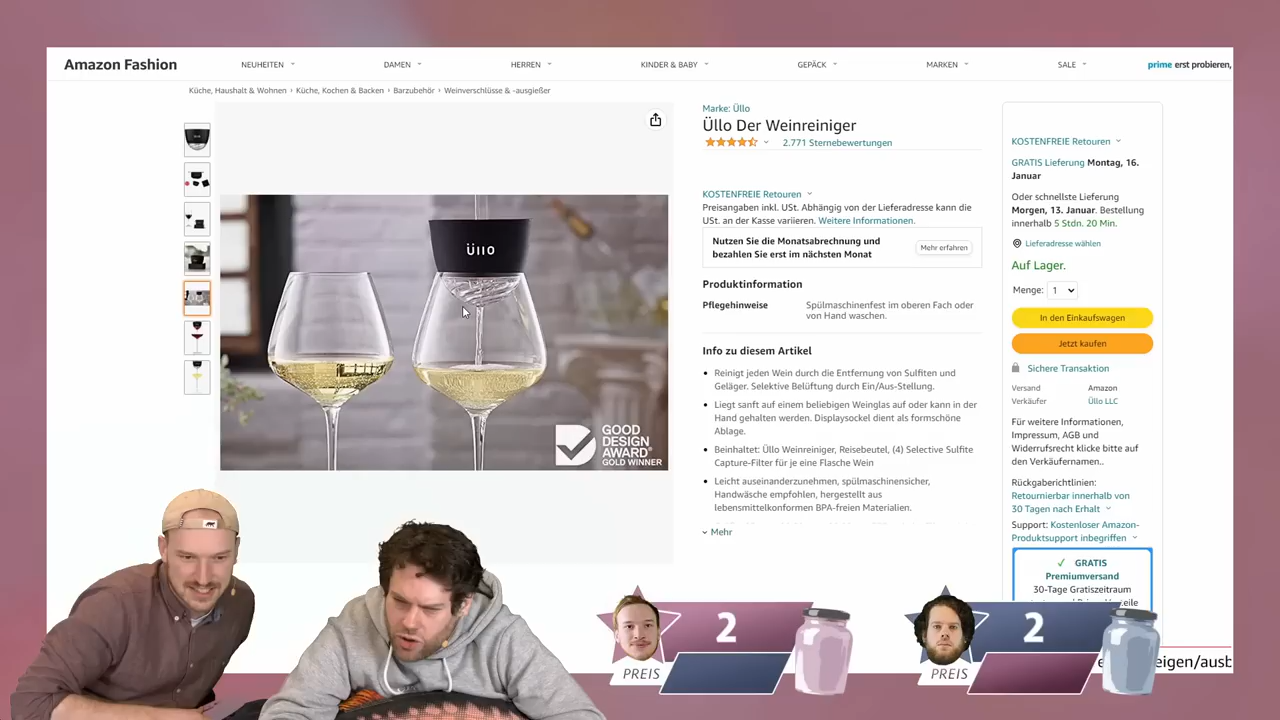 Amazon Fashion
NEUHEITEN
DAMEN
HERREN
KINDER & BABY
GEPÄCK
MARKEN
SALE
prime erst probieren,
Küche, Haushalt & Wohnen › Küche, Kochen & Backen › Barzubehör › Weinverschlüsse & -ausgießer
ÜLLO
GOOD
DESIGN
AWARD®
GOLD WINNER
Marke: Üllo
Üllo Der Weinreiniger
2.771 Sternebewertungen
KOSTENFREIE Retouren
Preisangaben inkl. USt. Abhängig von der Lieferadresse kann die
USt. an der Kasse variieren. Weitere Informationen.
Nutzen Sie die Monatsabrechnung und
bezahlen Sie erst im nächsten Monat
Mehr erfahren
Produktinformation
Pflegehinweise
Spülmaschinenfest im oberen Fach oder
von Hand waschen.
Info zu diesem Artikel
Reinigt jeden Wein durch die Entfernung von Sulfiten und
Geläger. Selektive Belüftung durch Ein/Aus-Stellung.
Liegt sanft auf einem beliebigen Weinglas auf oder kann in der
Hand gehalten werden. Displaysockel dient als formschöne
Ablage.
Beinhaltet: Üllo Weinreiniger, Reisebeutel, (4) Selective Sulfite
Capture-Filter für je eine Flasche Wein
Leicht auseinanderzunehmen, spülmaschinensicher,
Handwäsche empfohlen, hergestellt aus
lebensmittelkonformen BPA-freien Materialien.
Mehr
KOSTENFREIE Retouren
GRATIS Lieferung Montag, 16.
Januar
Oder schnellste Lieferung
Morgen, 13. Januar. Bestellung
innerhalb 5 Stdn. 20 Min.
Lieferadresse wählen
Auf Lager.
Menge: 1
In den Einkaufswagen
Jetzt kaufen
Sichere Transaktion
Versand Amazon
Verkäufer Üllo LLC
Für weitere Informationen,
Impressum, AGB und
Widerrufsrecht klicke bitte auf
den Verkäufernamen..
Rückgaberichtlinien:
Retournierbar innerhalb von
30 Tagen nach Erhalt
Support: Kostenloser Amazon-
Produktsupport inbegriffen
✓ GRATIS
Premiumversand
30-Tage Gratiszeitraum
2
PREIS
2
PREIS